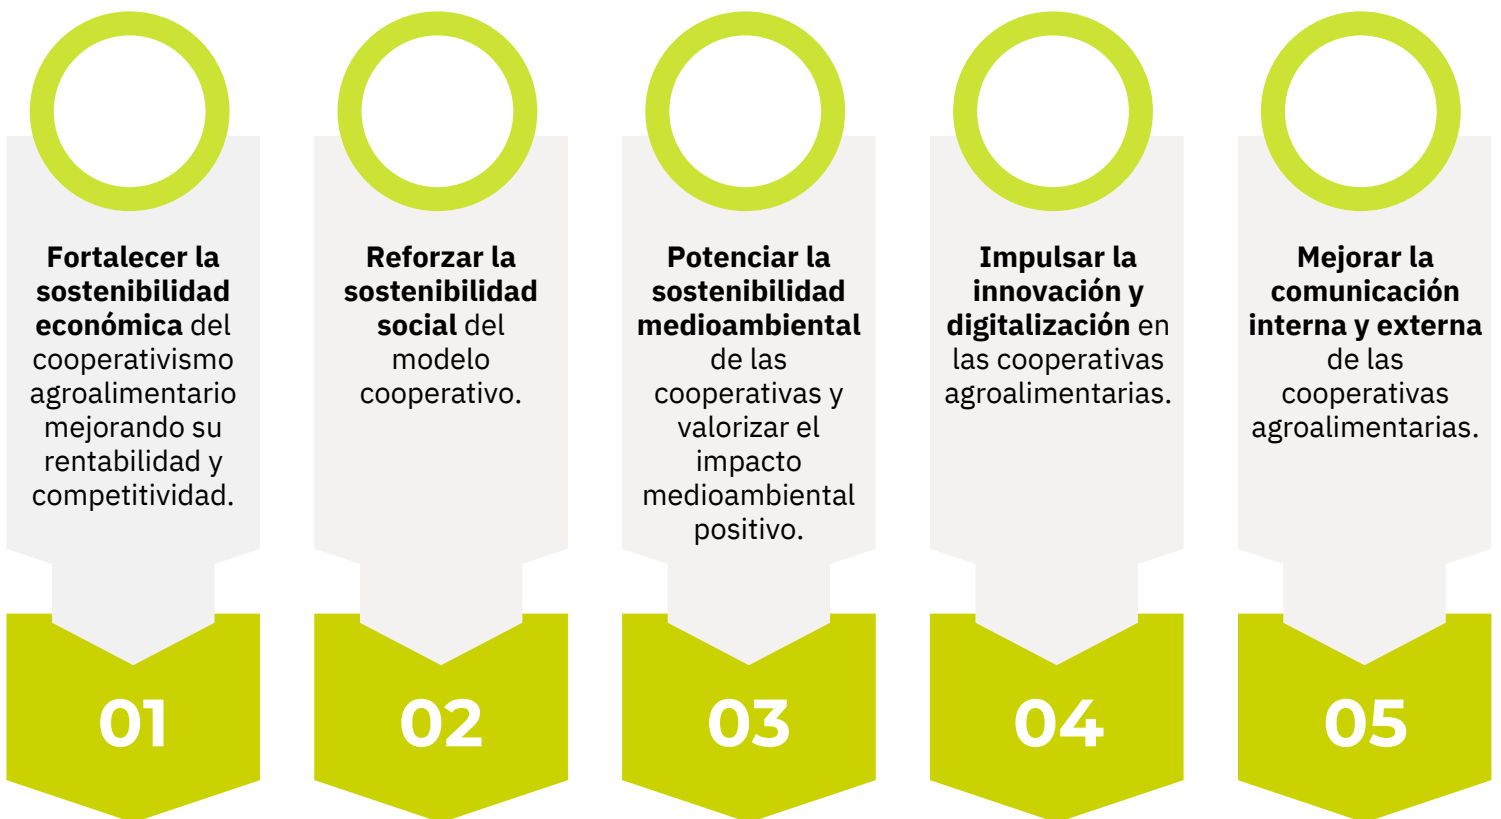 Fortalecer la
sostenibilidad
económica del
cooperativismo
agroalimentario
mejorando su
rentabilidad y
competitividad.
01
Reforzar la
sostenibilidad
social del
modelo
cooperativo.
02
Potenciar la
sostenibilidad
medioambiental
de las
cooperativas y
valorizar el
impacto
medioambiental
positivo.
03
Impulsar la
innovación y
digitalización en
las cooperativas
agroalimentarias.
04
Mejorar la
comunicación
interna y externa
de las
cooperativas
agroalimentarias.
05